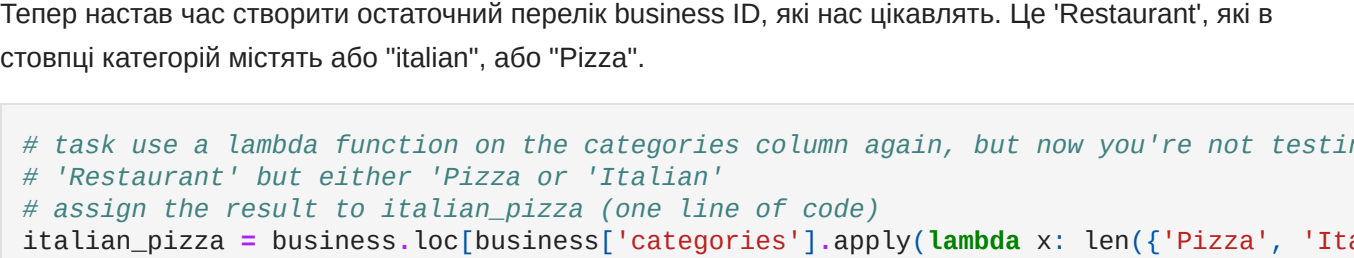 Тепер настав час створити остаточний перелік business ID, які нас цікавлять. Це 'Restaurant', які в
стовпці категорій містять або "italian", або "Pizza".
# task use a lambda function on the categories column again, but now you're not
# 'Restaurant' but either 'Pizza or 'Italian'
# assign the result to italian_pizza (one line of code)
italian_pizza = business.loc[business['categories'].apply(lambda x: len({'Pizza',